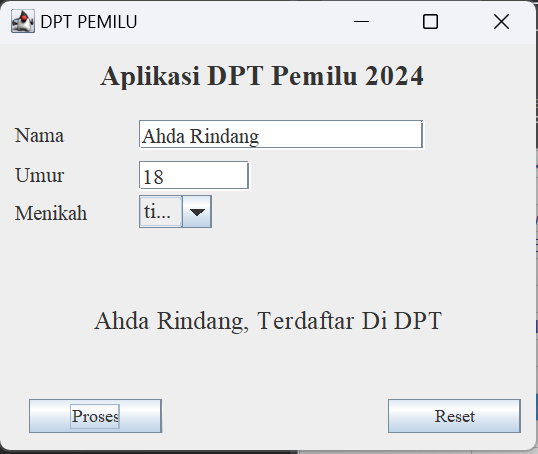 DPT PEMILU
Aplikasi DPT Pemilu 2024
Nama Ahda Rindang
Umur 18
Menikah ti...
Ahda Rindang, Terdaftar Di DPT
Proses Reset